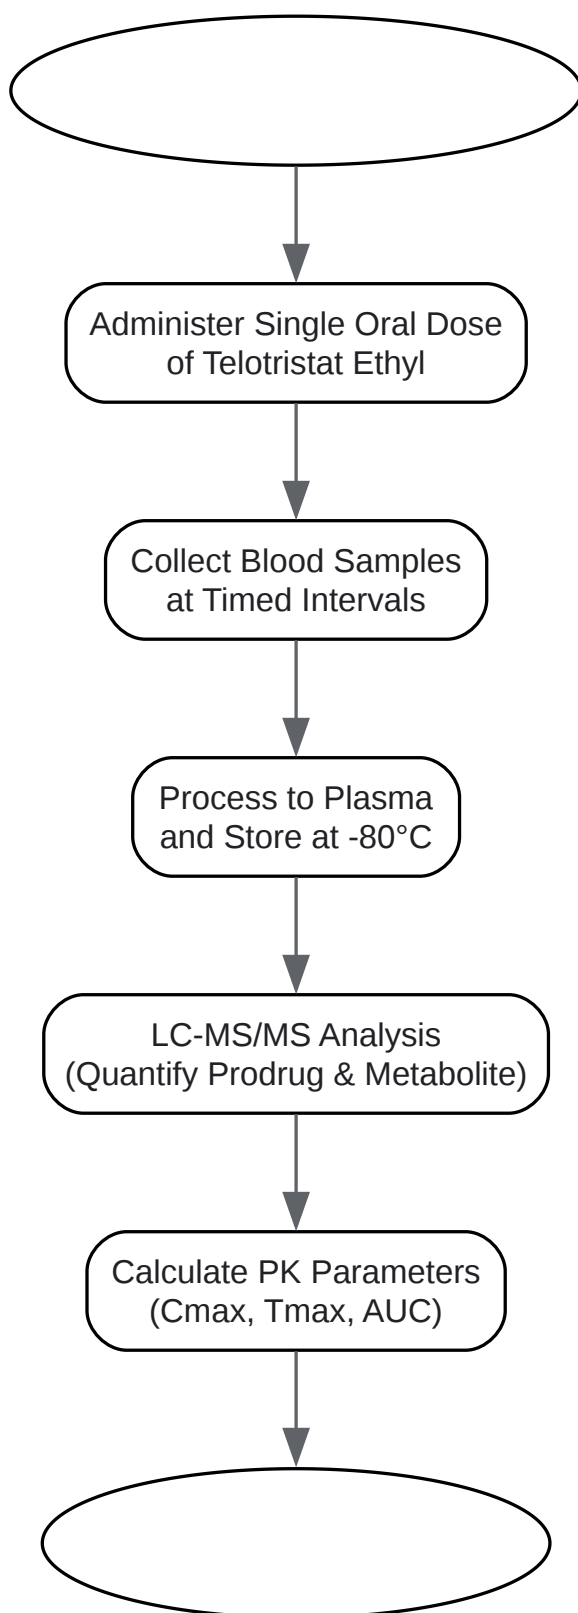 Administer Single Oral Dose
of Telotristat Ethyl
Collect Blood Samples
at Timed Intervals
Process to Plasma
and Store at -80°C
LC-MS/MS Analysis
(Quantify Prodrug & Metabolite)
Calculate PK Parameters
(Cmax, Tmax, AUC)